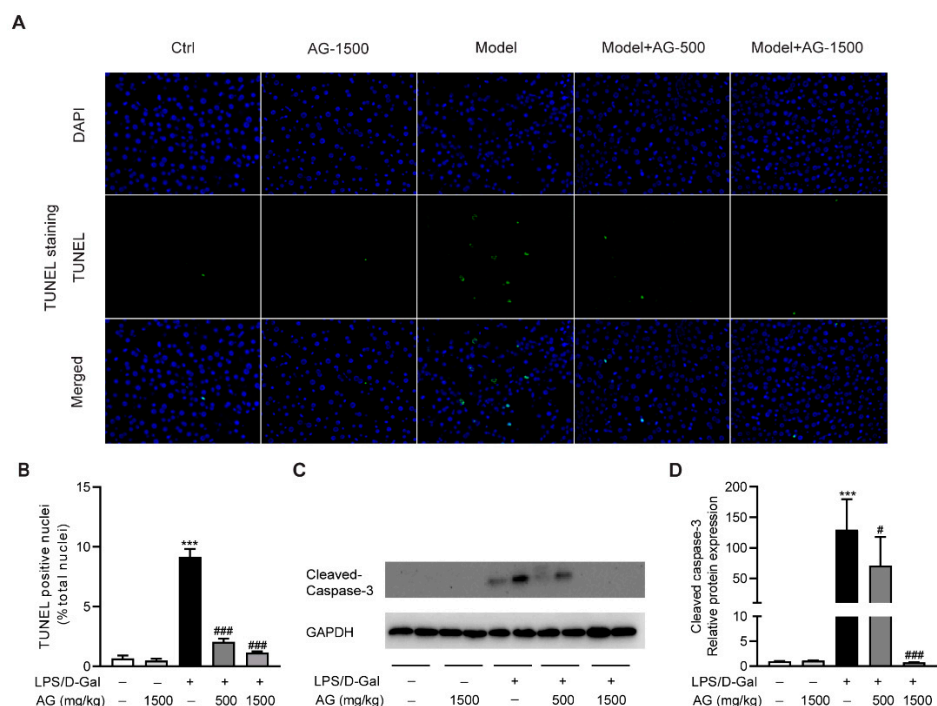 A
Ctrl AG-1500 Model Model+AG-500 Model+AG-1500
TUNEL staining
DAPI
TUNEL
Merged
B
TUNEL positive nuclei
(% total nuclei)
15
10
5
0
***
###
###
LPS/D-Gal – – + + +
AG (mg/kg) – 1500 – 500 1500
C
Cleaved-
Caspase-3
GAPDH
LPS/D-Gal – – + + +
AG (mg/kg) – 1500 – 500 1500
D
Cleaved caspase-3
Relative protein expression
200
150
100
50
10
5
0
***
#
###
LPS/D-Gal – – + + +
AG (mg/kg) – 1500 – 500 1500